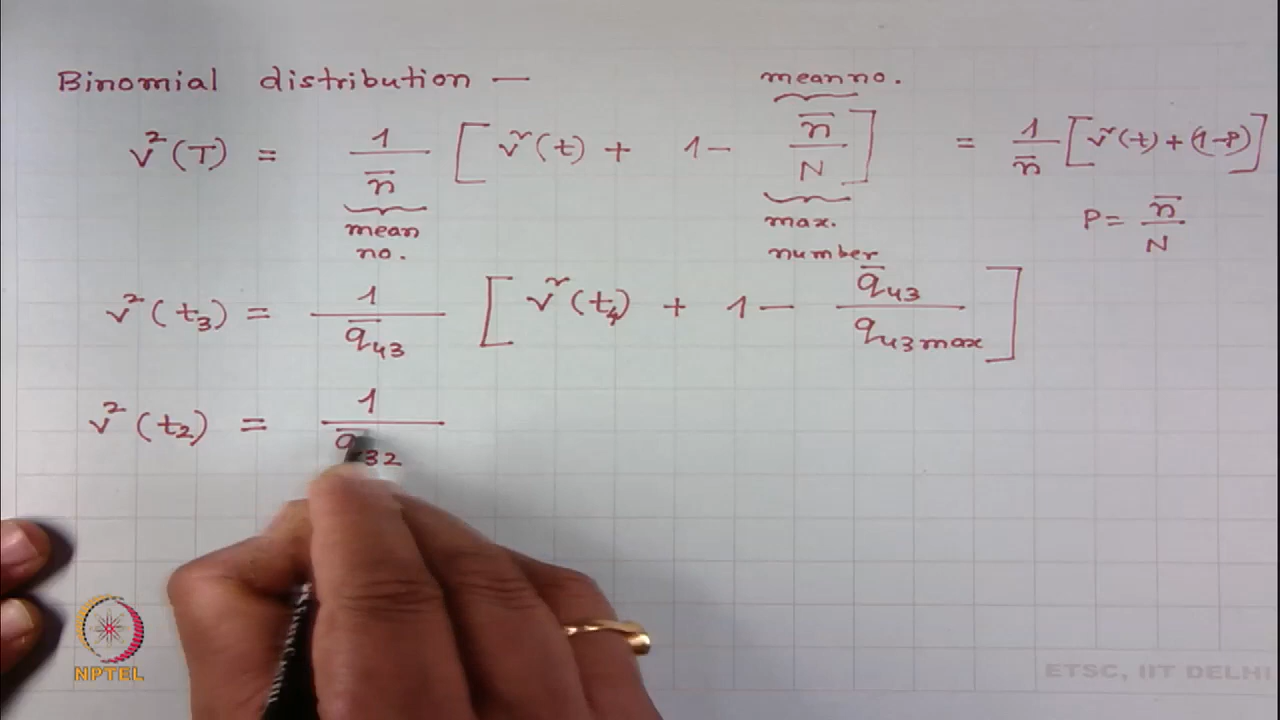 Binomial distribution —
v²(T) = 1/n̅ [v²(t) + 1 - n̅/N] = 1/n̅ [v²(t) + (1-P)]
mean no.
mean no.
max. number
P = n̅/N
v²(t₃) = 1/q̅₄₃ [v²(t₄) + 1 - q̅₄₃/q₄₃max]
v²(t₂) = 1/q̅₃₂
NPTEL
ETSC, IIT DELHI